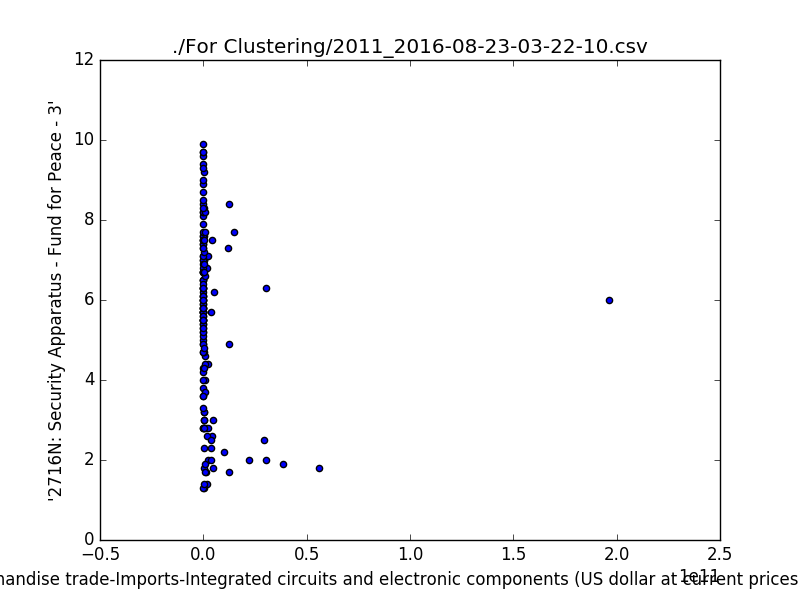 ./For Clustering/2011_2016-08-23-03-22-10.csv
12
10
8
6
4
2
0
'2716N: Security Apparatus - Fund for Peace - 3'
−0.5 0.0 0.5 1.0 1.5 2.0 2.5
1e11
trade-Imports-Integrated circuits and electronic components (US dollar at current prices